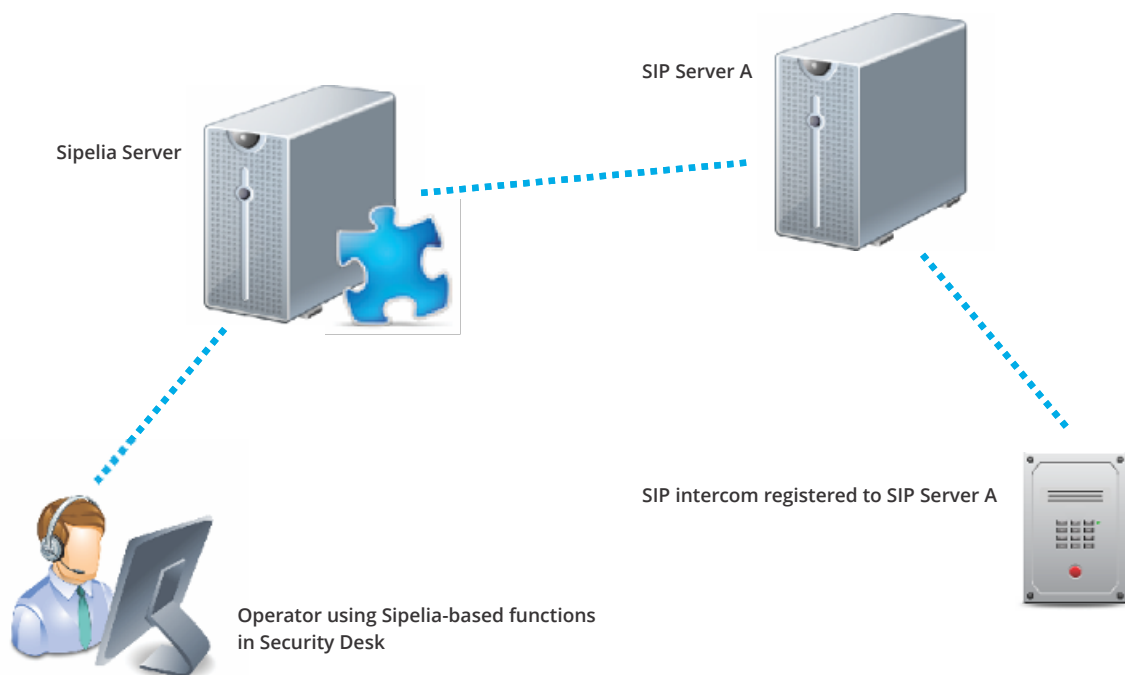 SIP Server A
Sipelia Server
SIP intercom registered to SIP Server A
Operator using Sipelia-based functions
in Security Desk